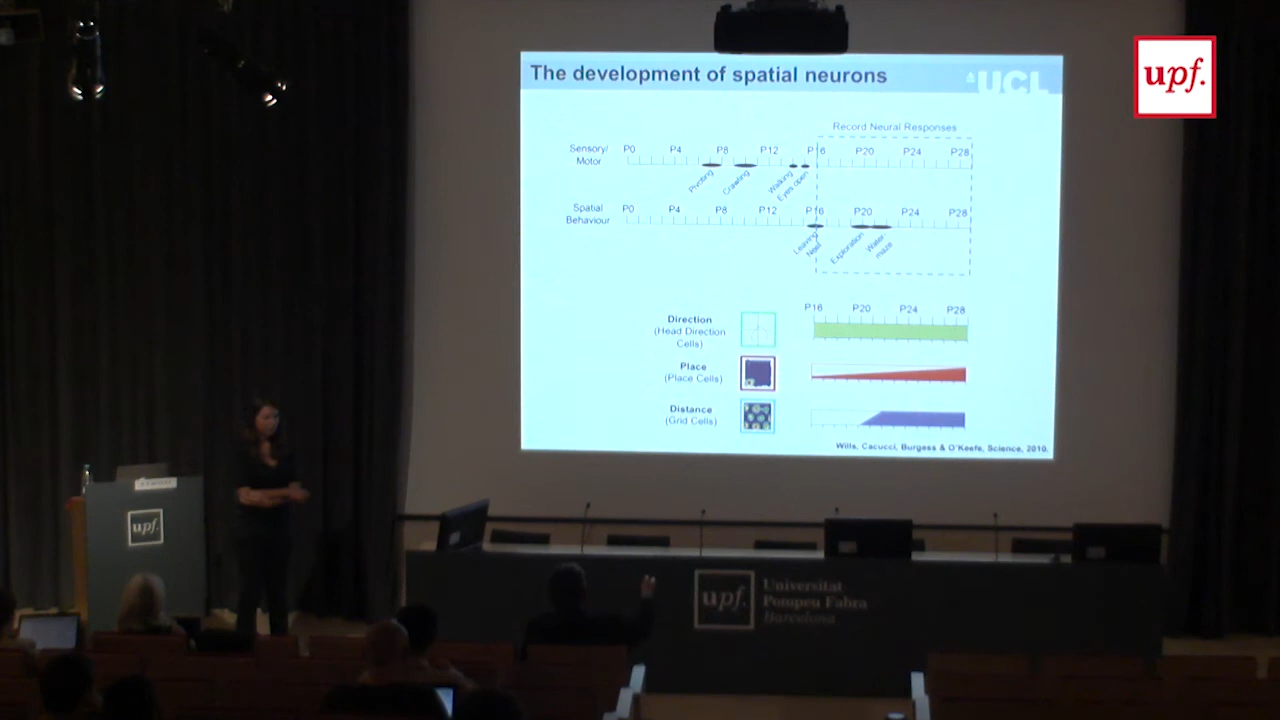 The development of spatial neurons
UCL
upf.
Record Neural Responses
Sensory/
Motor
P0 P4 P8 P12 P 6 P20 P24 P28
Pivoting
Crawling
Walking
Eyes open
Spatial
Behaviour
P0 P4 P8 P12 P16 P20 P24 P28
Leaving
Nest
Exploration
Water
maze
P16 P20 P24 P28
Direction
(Head Direction
Cells)
Place
(Place Cells)
Distance
(Grid Cells)
Wills, Cacucci, Burgess & O'Keefe, Science, 2010.
upf.
upf.
Universitat
Pompeu Fabra
Barcelona